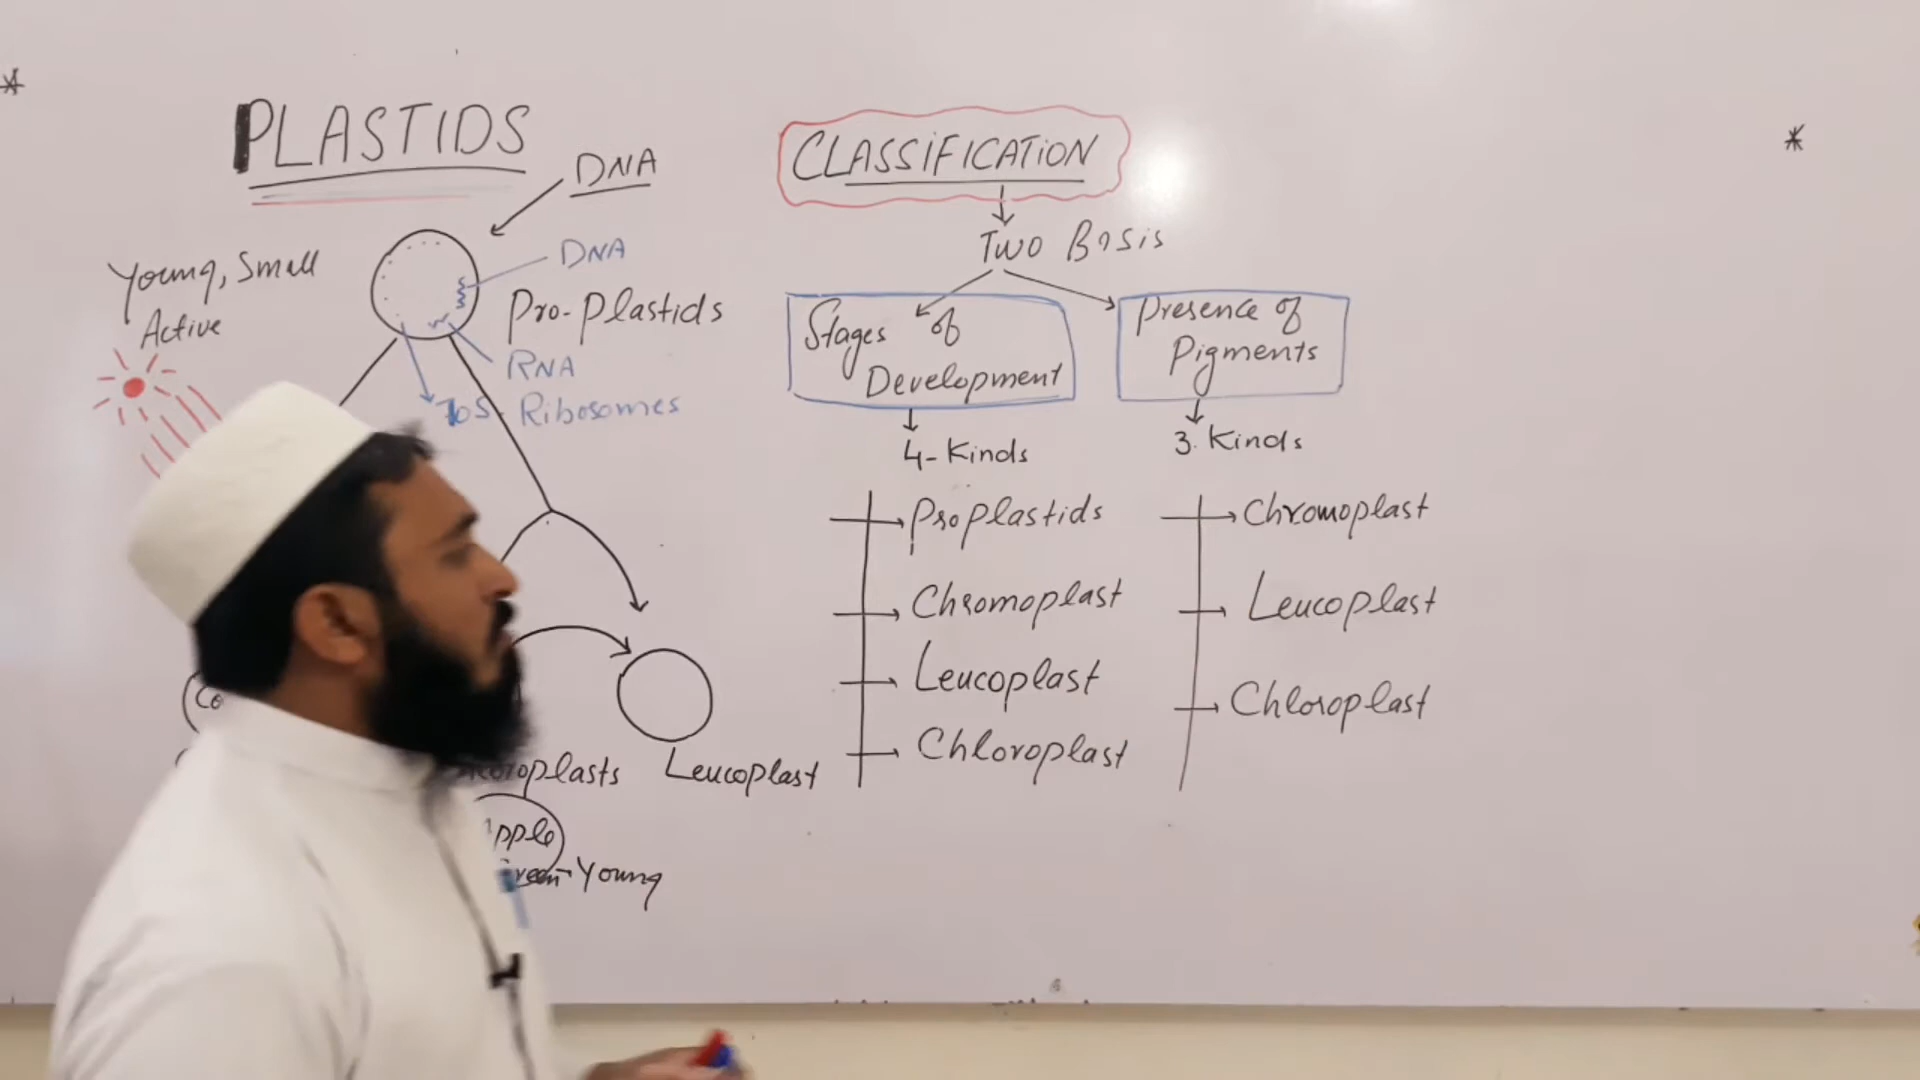 PLASTIDS
DNA
Young, Small
Active
DNA
Pro-Plastids
RNA
70S-Ribosomes
Co
Leucoplast
Young
CLASSIFICATION
Two Basis
Stages of
Development
4-Kinds
Proplastids
Chromoplast
Leucoplast
Chloroplast
Presence of
Pigments
3. Kinds
Chromoplast
Leucoplast
Chloroplast